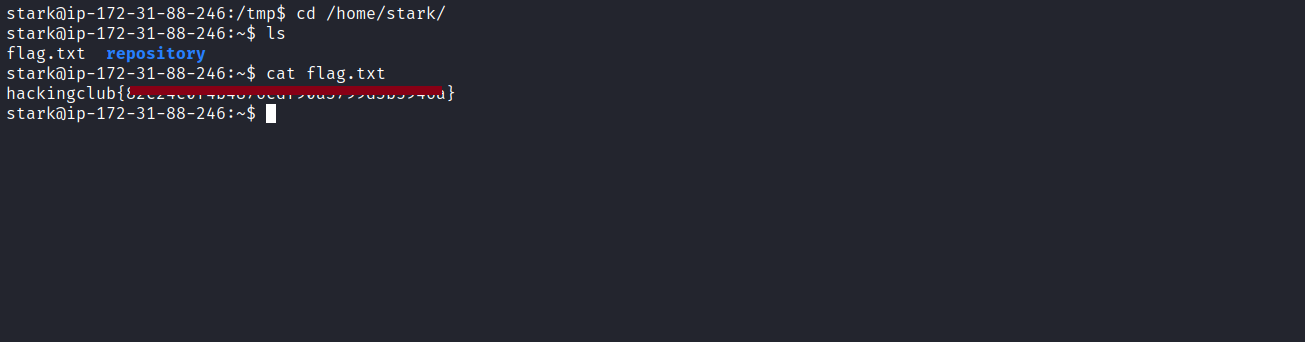 stark@ip-172-31-88-246:/tmp$ cd /home/stark/
stark@ip-172-31-88-246:~$ ls
flag.txt repository
stark@ip-172-31-88-246:~$ cat flag.txt
hackingclub{
}
stark@ip-172-31-88-246:~$